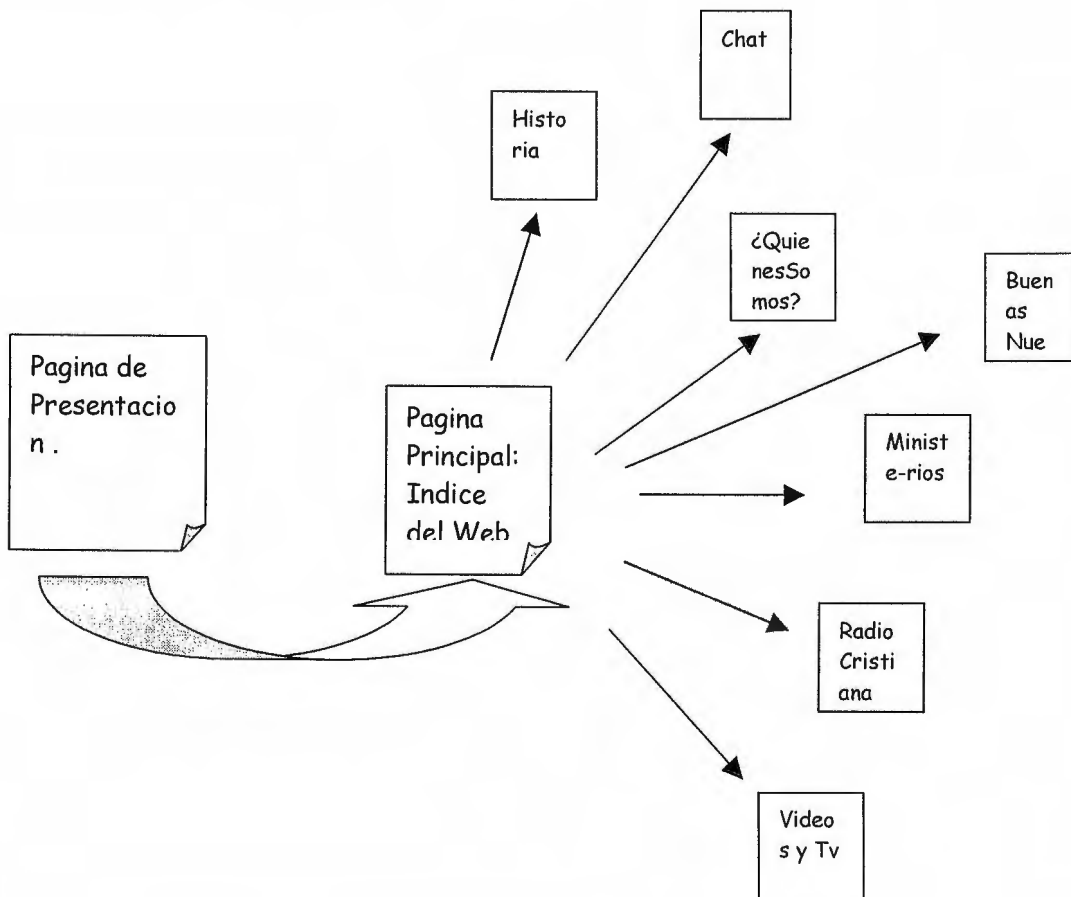 Chat
Histo
ria
¿Quie
nesSo
mos?
Buen
as
Nue
Pagina de
Presentacio
n .
Pagina
Principal:
Indice
del Web
Minist
e-rios
Radio
Cristi
ana
Video
s y Tv